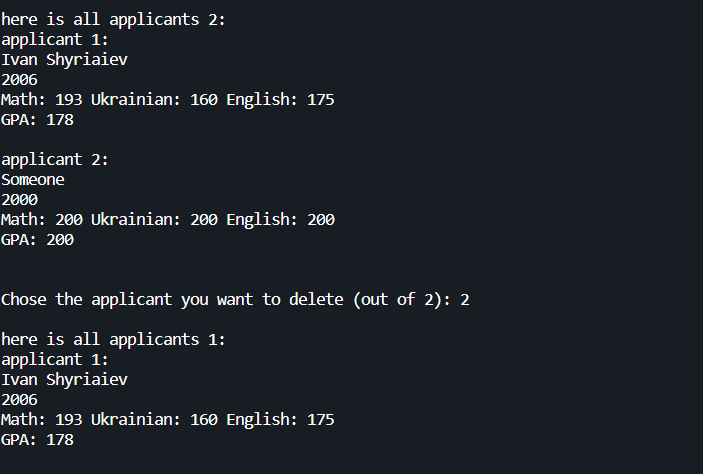 here is all applicants 2:
applicant 1:
Ivan Shyriaiev
2006
Math: 193 Ukrainian: 160 English: 175
GPA: 178
applicant 2:
Someone
2000
Math: 200 Ukrainian: 200 English: 200
GPA: 200
Chose the applicant you want to delete (out of 2): 2
here is all applicants 1:
applicant 1:
Ivan Shyriaiev
2006
Math: 193 Ukrainian: 160 English: 175
GPA: 178